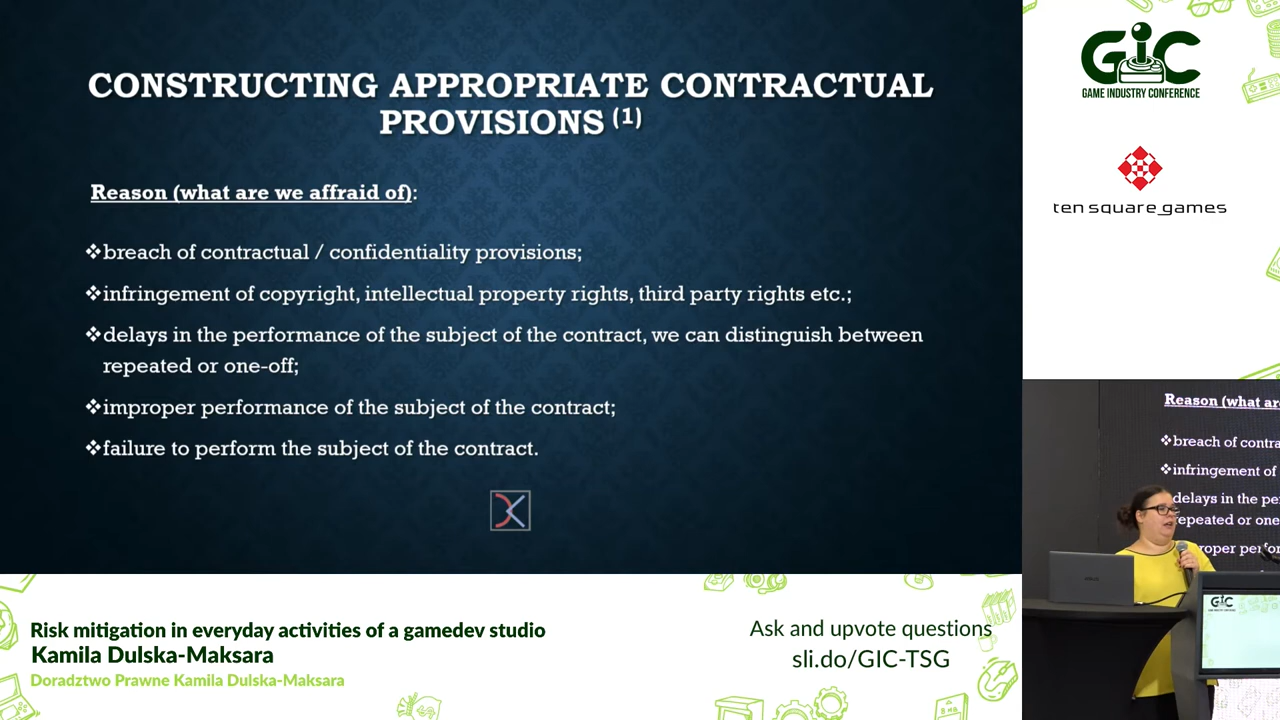 CONSTRUCTING APPROPRIATE CONTRACTUAL
PROVISIONS (1)
Reason (what are we affraid of):
❖breach of contractual / confidentiality provisions;
❖infringement of copyright, intellectual property rights, third party rights etc.;
❖delays in the performance of the subject of the contract, we can distinguish between
repeated or one-off;
❖improper performance of the subject of the contract;
❖failure to perform the subject of the contract.
GIC
GAME INDUSTRY CONFERENCE
ten square_games
Reason (what ar
❖breach of contra
❖infringement of
delays in the pe
repeated or one
roper perfo
GIC
Risk mitigation in everyday activities of a gamedev studio
Kamila Dulska-Maksara
Doradztwo Prawne Kamila Dulska-Maksara
Ask and upvote questions
sli.do/GIC-TSG